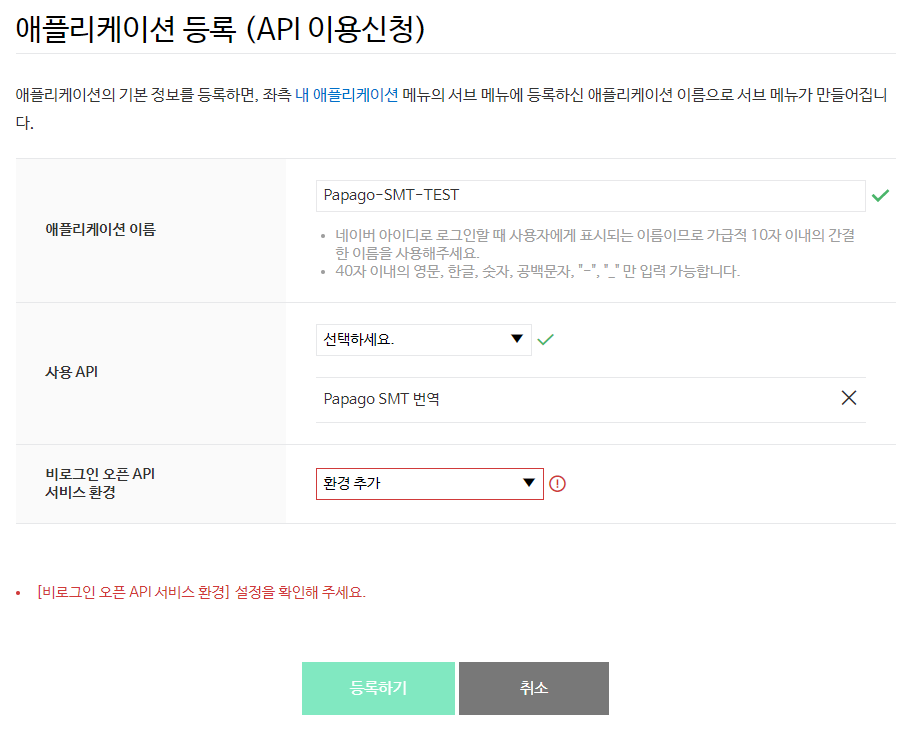 애플리케이션 등록 (API 이용신청)
애플리케이션의 기본 정보를 등록하면, 좌측 내 애플리케이션 메뉴의 서브 메뉴에 등록하신 애플리케이션 이름으로 서브 메뉴가 만들어집니
다.
애플리케이션 이름
Papago-SMT-TEST
• 네이버 아이디로 로그인할 때 사용자에게 표시되는 이름이므로 가급적 10자 이내의 간결
한 이름을 사용해주세요.
• 40자 이내의 영문, 한글, 숫자, 공백문자, "-", "_" 만 입력 가능합니다.
사용 API
선택하세요.
Papago SMT 번역
비로그인 오픈 API
서비스 환경
환경 추가
• [비로그인 오픈 API 서비스 환경] 설정을 확인해 주세요.
등록하기
취소